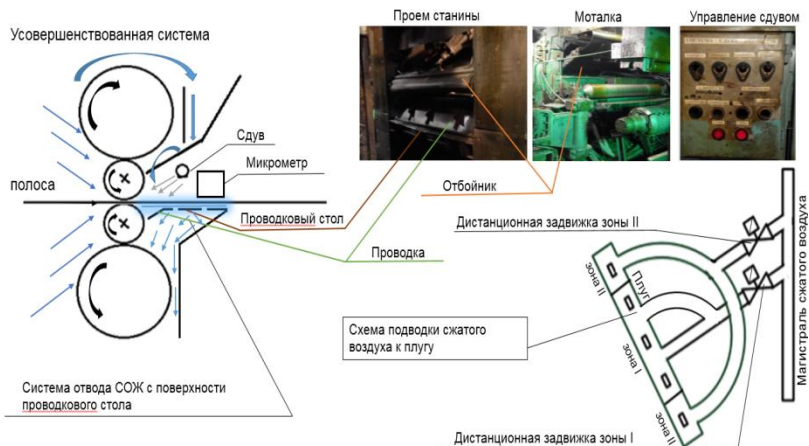 Проем станины
Моталка
Управление сдувом
Усовершенствованная система
Сдув
Микрометр
полоса
Отбойник
Проводковый стол
Дистанционная задвижка зоны II
Проводка
зона II
Плуг
зона I
зона II
Магистраль сжатого воздуха
Схема подводки сжатого
воздуха к плугу
Система отвода СОЖ с поверхности
проводкового стола
Дистанционная задвижка зоны I